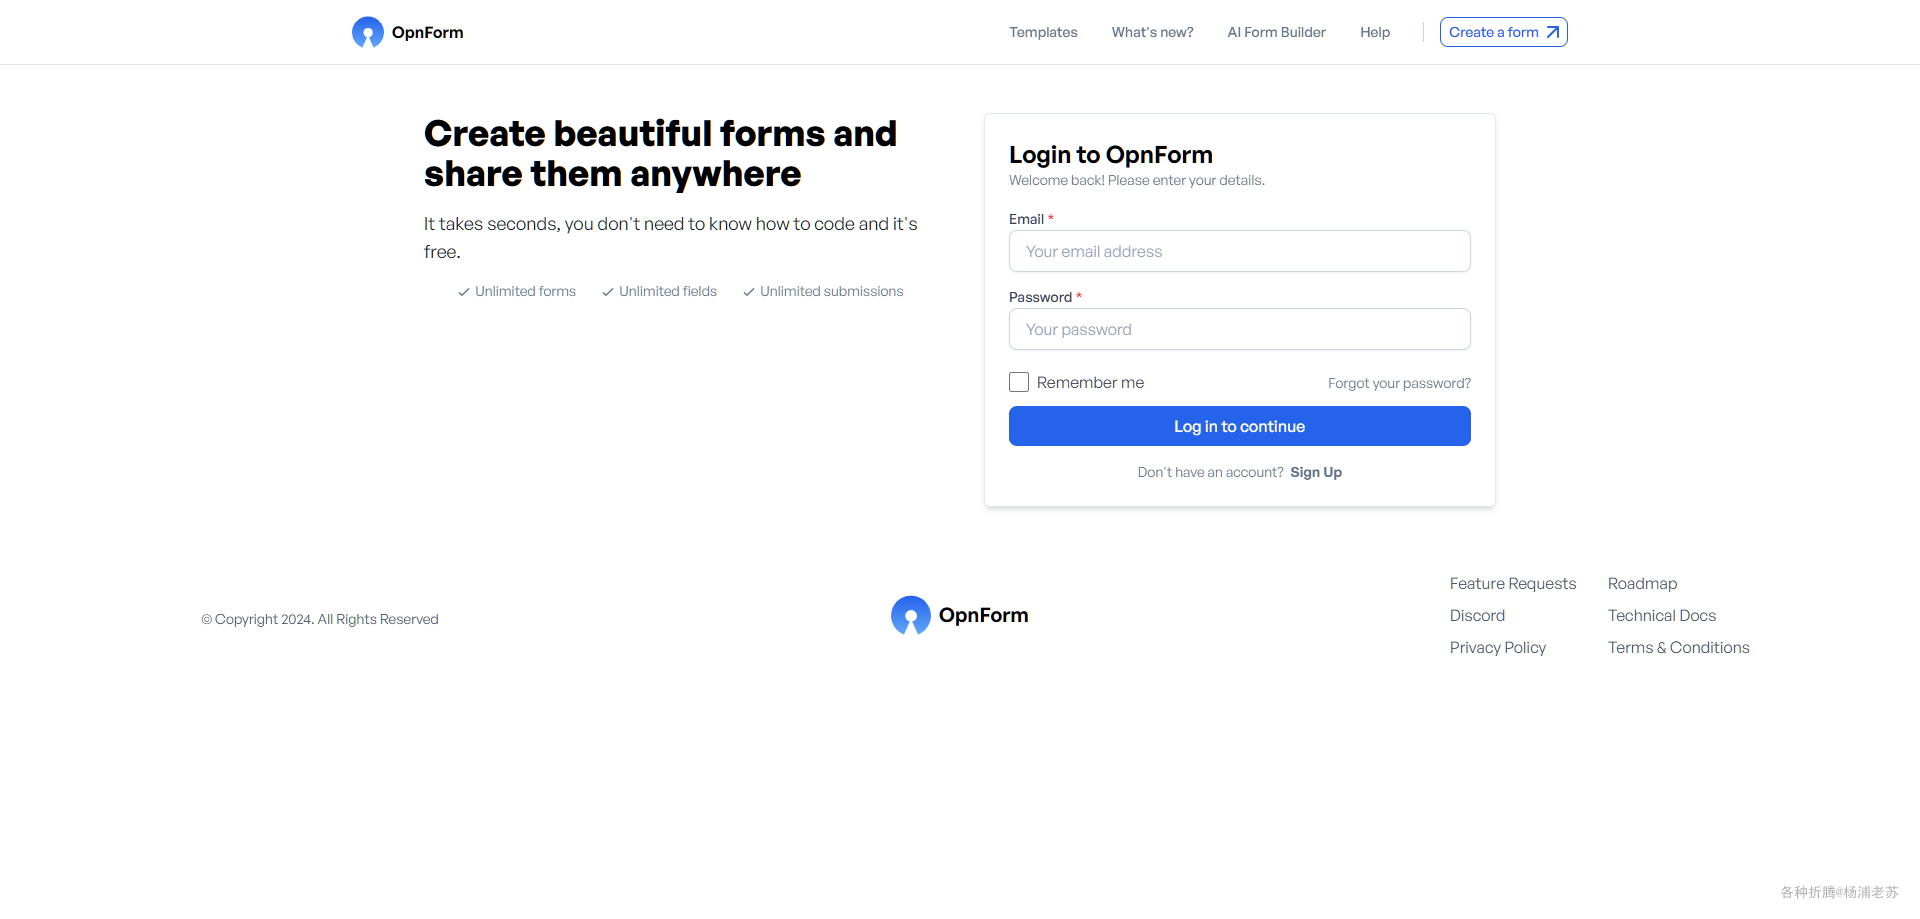 OpnForm
Templates
What's new?
AI Form Builder
Help
Create a form
Create beautiful forms and
share them anywhere
It takes seconds, you don't need to know how to code and it's
free.
Unlimited forms
Unlimited fields
Unlimited submissions
Login to OpnForm
Welcome back! Please enter your details.
Email *
Your email address
Password *
Your password
Remember me
Forgot your password?
Log in to continue
Don't have an account? Sign Up
© Copyright 2024. All Rights Reserved
OpnForm
Feature Requests
Roadmap
Discord
Technical Docs
Privacy Policy
Terms & Conditions
各种折腾@杨浦老苏